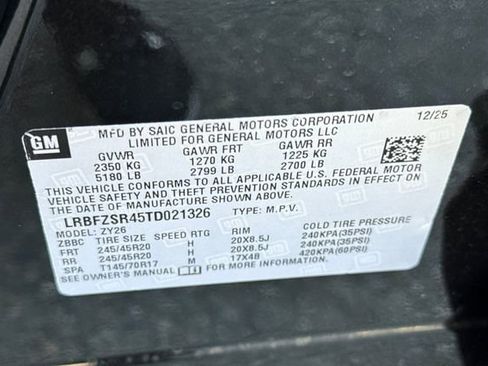 GM
MFD BY SAIC GENERAL MOTORS CORPORATION 12/25
LIMITED FOR GENERAL MOTORS LLC
GVWR GAWR FRT GAWR RR
2350 KG 1270 KG 1225 KG
5180 LB 2799 LB 2700 LB
THIS VEHICLE CONFORMS TO ALL APPLICABLE U.S. FEDERAL MOTOR
VEHICLE SAFETY, BUMPER, AND THEFT PREVENTION STANDARDS IN
EFFECT ON THE DATE OF MANUFACTURE SHOWN ABOVE.
LRBFZSR45TD021326 TYPE: M.P.V.
MODEL: ZY26
ZBBC TIRE SIZE SPEED RTG RIM COLD TIRE PRESSURE
FRT 245/45R20 H 20X8.5J 240KPA(35PSI)
RR 245/45R20 H 20X8.5J 240KPA(35PSI)
SPA T145/70R17 M 17X4B 420KPA(60PSI)
SEE OWNER'S MANUAL FOR ADDITIONAL INFORMATION.